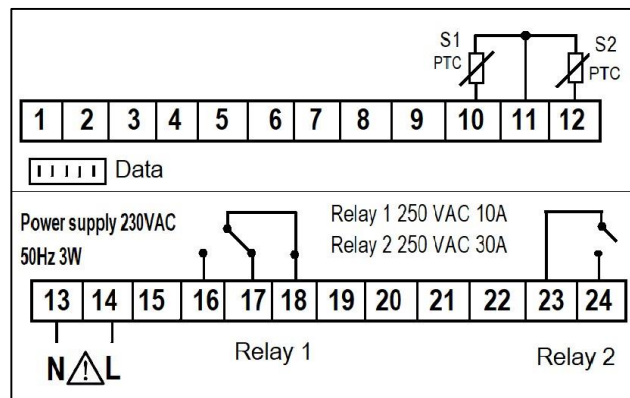 S1
PTC
S2
PTC
1 2 3 4 5 6 7 8 9 10 11 12
Data
Power supply 230VAC
50Hz 3W
Relay 1 250 VAC 10A
Relay 2 250 VAC 30A
13 14 15 16 17 18 19 20 21 22 23 24
N ! L
Relay 1
Relay 2